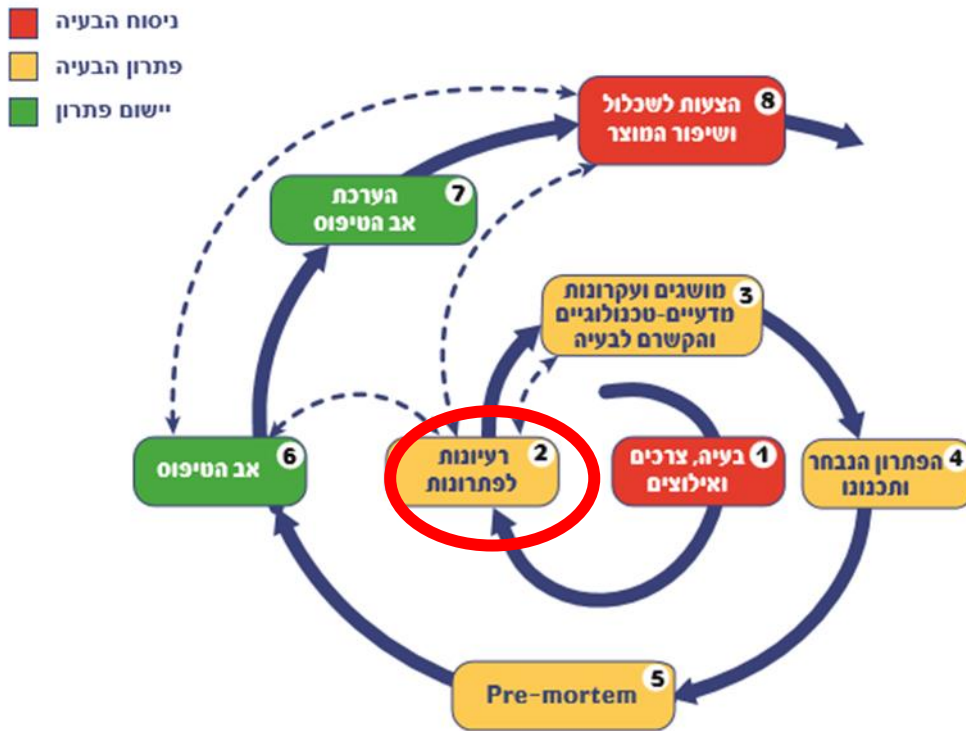 ניסוח הבעיה
פתרון הבעיה
יישום פתרון
1
בעיה, צרכים
ואילוצים
2
רעיונות
לפתרונות
3
מושגים ועקרונות
מדעיים-טכנולוגיים
והקשרם לבעיה
4
הפתרון הנבחר
ותכנונו
5
Pre-mortem
6
אב הטיפוס
7
הערכת
אב הטיפוס
8
הצעות לשכלול
ושיפור המוצר